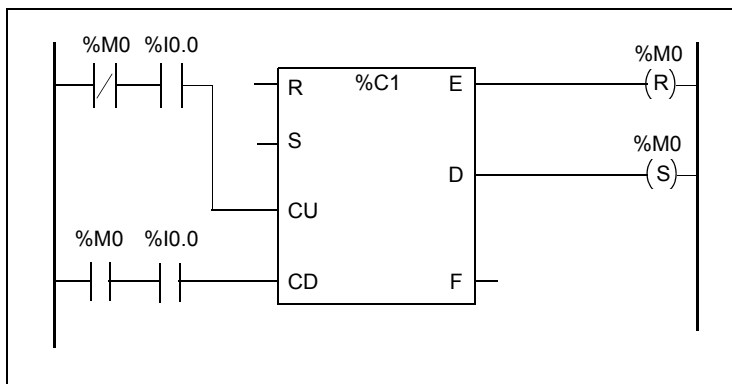 %M0 %I0.0
%M0
R %C1 E
(R)
S
%M0
D
(S)
CU
%M0 %I0.0
CD F